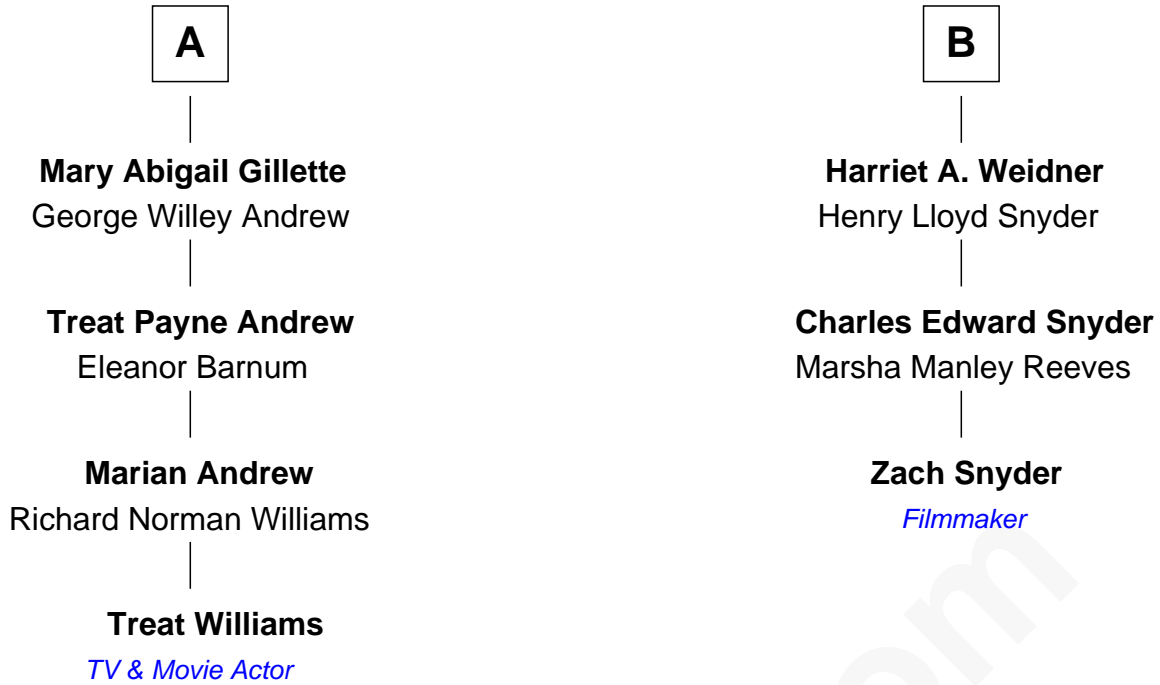 A
Mary Abigail Gillette
George Willey Andrew
Treat Payne Andrew
Eleanor Barnum
Marian Andrew
Richard Norman Williams
Treat Williams
TV & Movie Actor
B
Harriet A. Weidner
Henry Lloyd Snyder
Charles Edward Snyder
Marsha Manley Reeves
Zach Snyder
Filmmaker
om